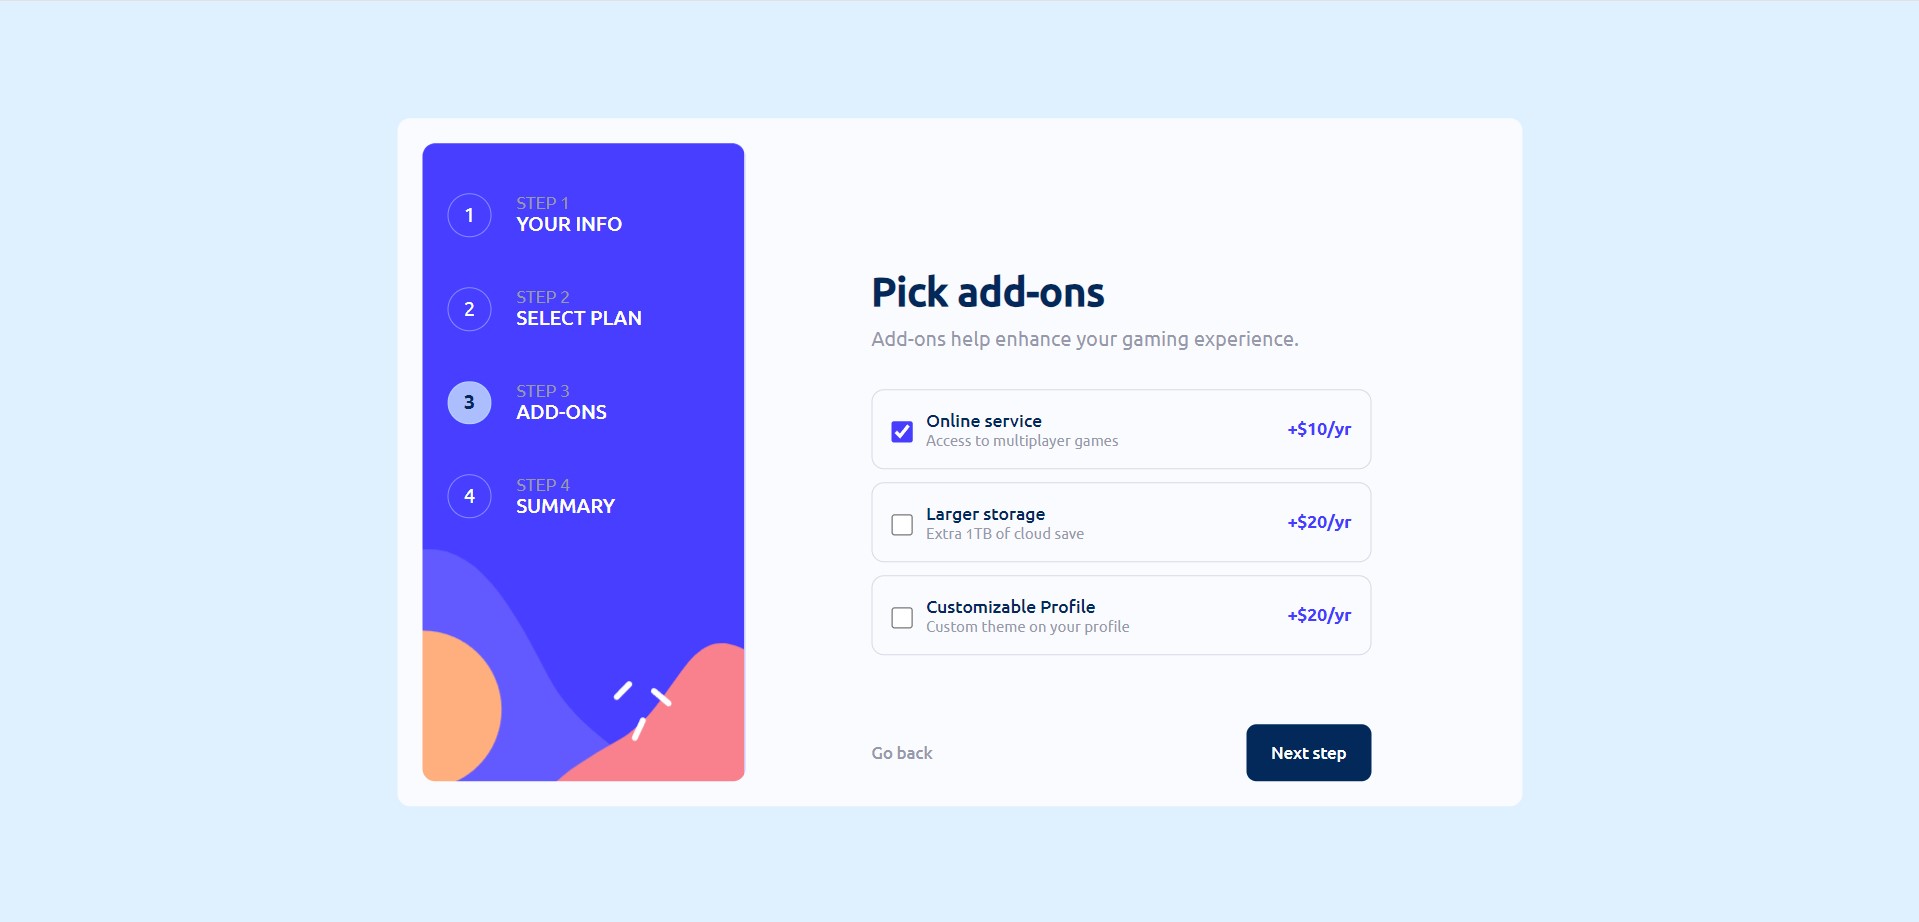 1
STEP 1
YOUR INFO
2
STEP 2
SELECT PLAN
3
STEP 3
ADD-ONS
4
STEP 4
SUMMARY
Pick add-ons
Add-ons help enhance your gaming experience.
Online service
Access to multiplayer games
+$10/yr
Larger storage
Extra 1TB of cloud save
+$20/yr
Customizable Profile
Custom theme on your profile
+$20/yr
Go back
Next step